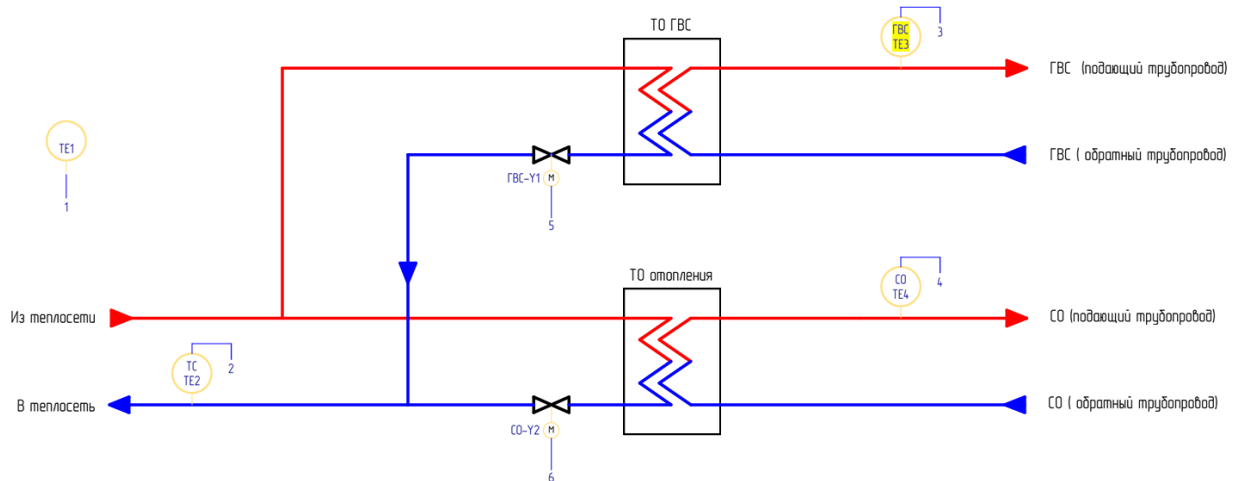 ТО ГВС
ГВС
ТЕ3
3
ГВС (подающий трубопровод)
ТЕ1
1
ГВС ( обратный трубопровод)
ГВС-Y1
М
5
ТО отопления
СО
ТЕ4
4
Из теплосети
СО (подающий трубопровод)
ТС
ТЕ2
2
В теплосеть
СО ( обратный трубопровод)
СО-Y2
М
6